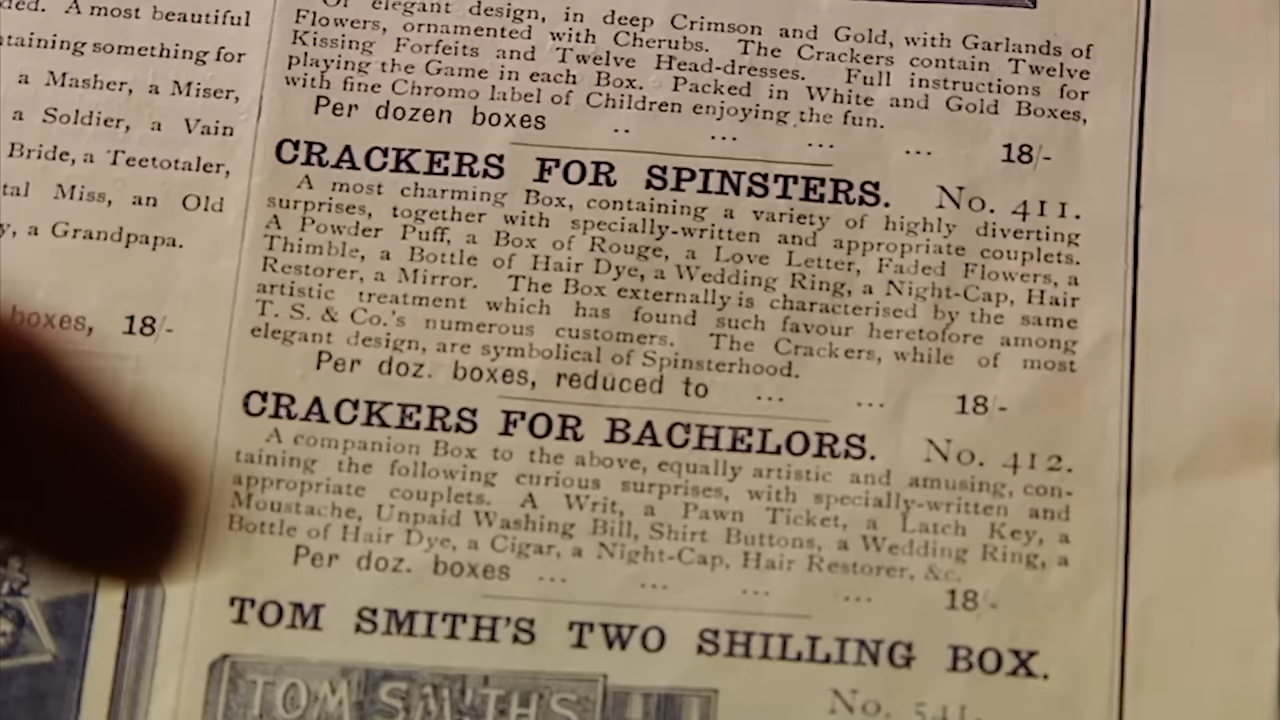 ded. A most beautiful
taining something for
a Masher, a Miser,
a Soldier, a Vain
Bride, a Teetotaler,
tal Miss, an Old
y, a Grandpapa.
boxes, 18/-
Of elegant design, in deep Crimson and Gold, with Garlands of
Flowers, ornamented with Cherubs. The Crackers contain Twelve
Kissing Forfeits and Twelve Head-dresses. Full instructions for
playing the Game in each Box. Packed in White and Gold Boxes,
with fine Chromo label of Children enjoying the fun.
Per dozen boxes .. ... ... ... 18/-
CRACKERS FOR SPINSTERS. No. 411.
A most charming Box, containing a variety of highly diverting
surprises, together with specially-written and appropriate couplets.
A Powder Puff, a Box of Rouge, a Love Letter, Faded Flowers, a
Thimble, a Bottle of Hair Dye, a Wedding Ring, a Night-Cap, Hair
Restorer, a Mirror. The Box externally is characterised by the same
artistic treatment which has found such favour heretofore among
T. S. & Co.'s numerous customers. The Crackers, while of most
elegant design, are symbolical of Spinsterhood.
Per doz. boxes, reduced to ... ... 18/-
CRACKERS FOR BACHELORS. No. 412.
A companion Box to the above, equally artistic and amusing, con-
taining the following curious surprises, with specially-written and
appropriate couplets. A Writ, a Pawn Ticket, a Latch Key, a
Moustache, Unpaid Washing Bill, Shirt Buttons, a Wedding Ring, a
Bottle of Hair Dye, a Cigar, a Night-Cap, Hair Restorer, &c.
Per doz. boxes ... ... ... ... 18/-
TOM SMITH'S TWO SHILLING BOX.
No. 541.
TOM SMITH'S